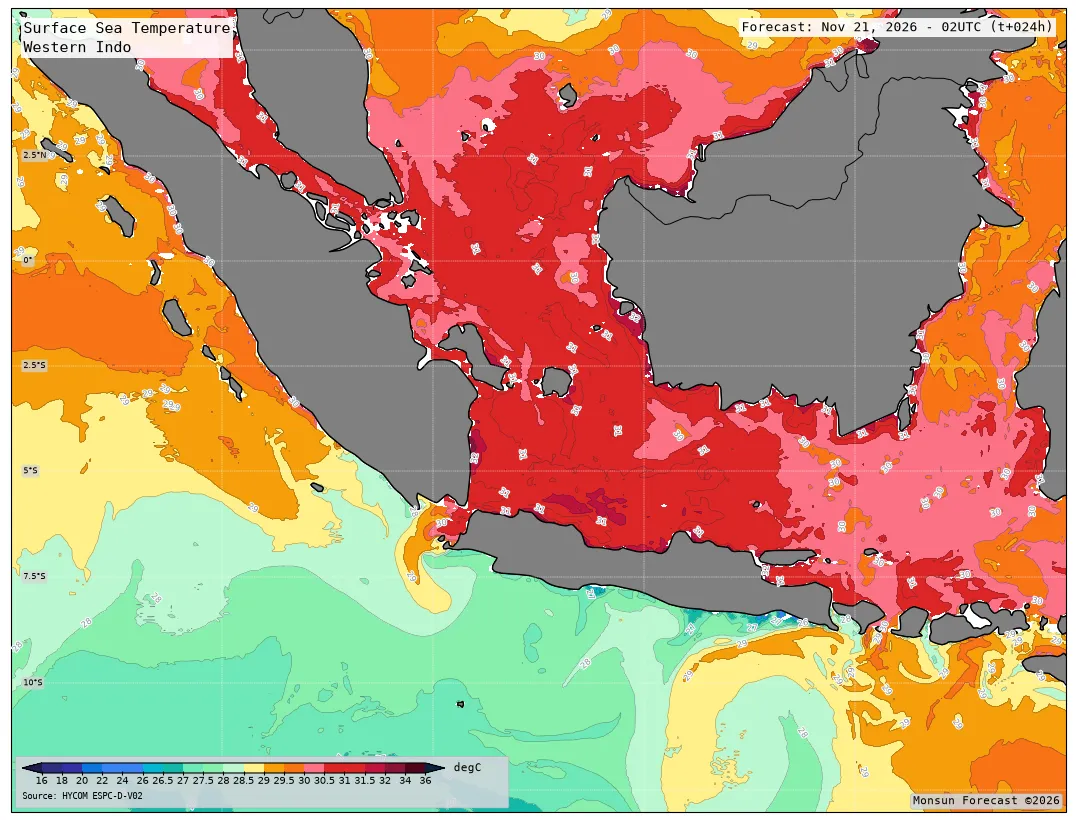 Surface Sea Temperature
Western Indo
Forecast: Nov 21, 2026 - 02UTC (t+024h)
2.5°N
0°
2.5°S
5°S
7.5°S
10°S
degC
16 18 20 22 24 26 26.5 27 27.5 28 28.5 29 29.5 30 30.5 31 31.5 32 34 36
Source: HYCOM ESPC-D-V02
Monsun Forecast ©2026